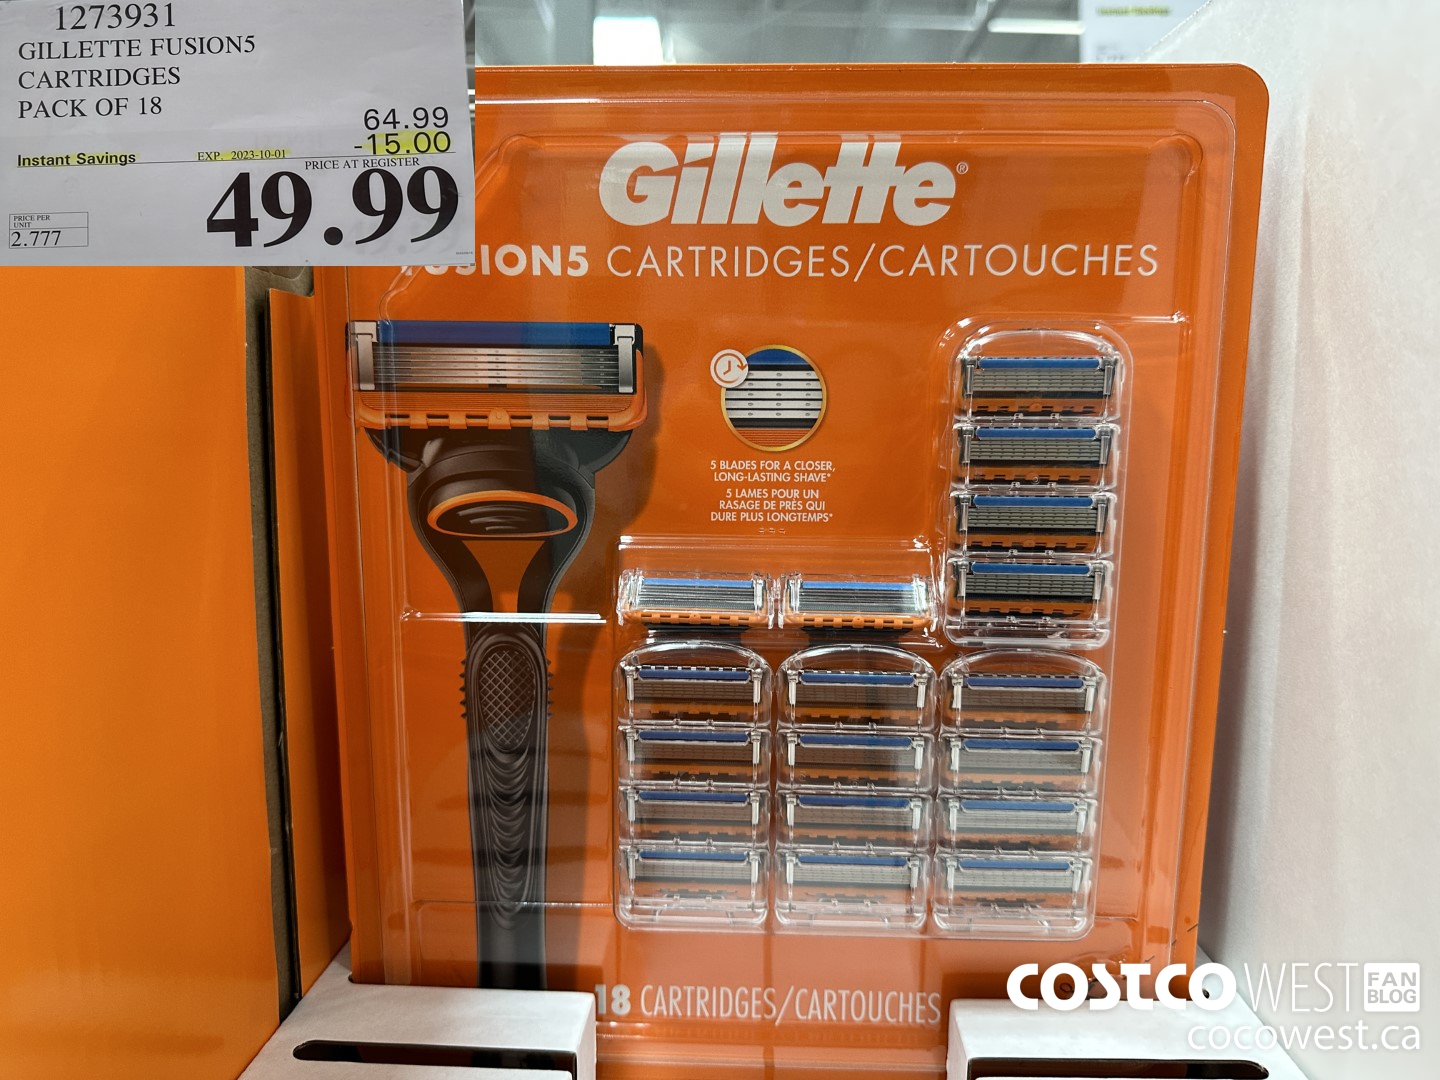 1273931
GILLETTE FUSION5
CARTRIDGES
PACK OF 18
64.99
-15.00
Instant Savings
EXP. 2023-10-01
PRICE AT REGISTER
49.99
PRICE PER
UNIT
2.777
Gillette®
FUSION5 CARTRIDGES/CARTOUCHES
5 BLADES FOR A CLOSER,
LONG-LASTING SHAVE*
5 LAMES POUR UN
RASAGE DE PRÈS QUI
DURE PLUS LONGTEMPS*
18 CARTRIDGES/CARTOUCHES
COSTCO WEST FAN
BLOG
cocowest.ca